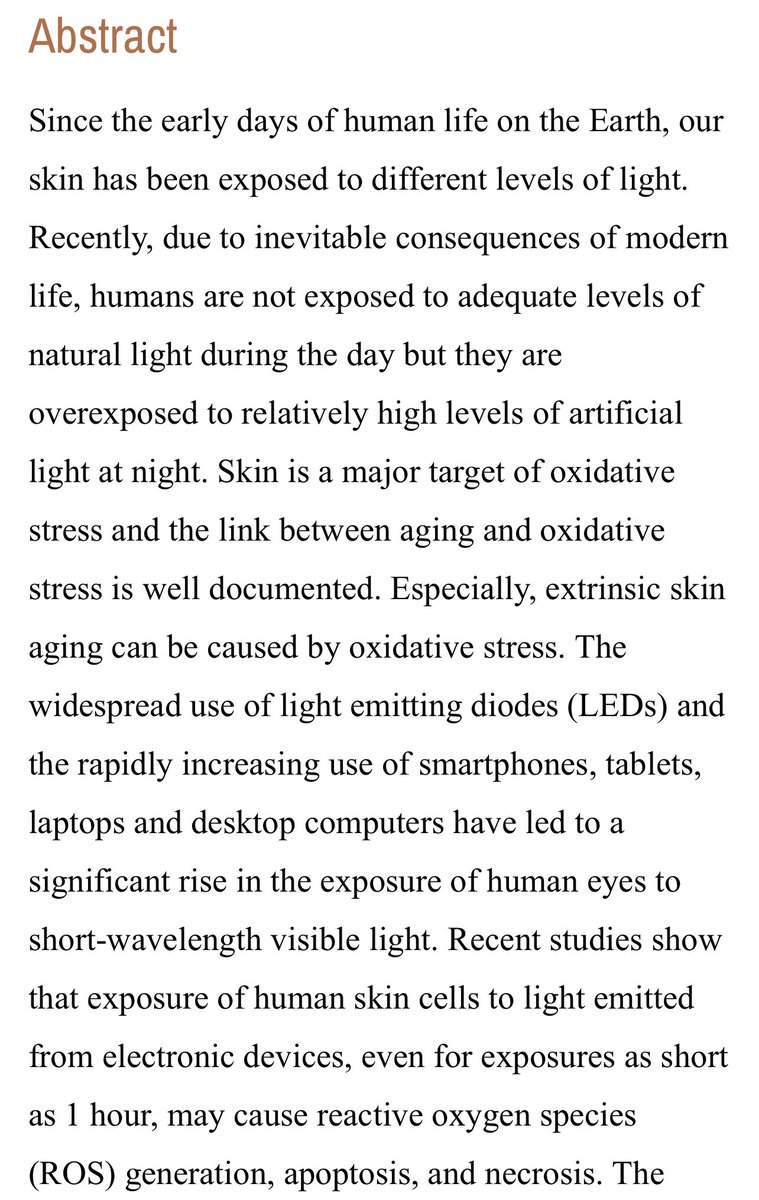 Abstract
Since the early days of human life on the Earth, our
skin has been exposed to different levels of light.
Recently, due to inevitable consequences of modern
life, humans are not exposed to adequate levels of
natural light during the day but they are
overexposed to relatively high levels of artificial
light at night. Skin is a major target of oxidative
stress and the link between aging and oxidative
stress is well documented. Especially, extrinsic skin
aging can be caused by oxidative stress. The
widespread use of light emitting diodes (LEDs) and
the rapidly increasing use of smartphones, tablets,
laptops and desktop computers have led to a
significant rise in the exposure of human eyes to
short-wavelength visible light. Recent studies show
that exposure of human skin cells to light emitted
from electronic devices, even for exposures as short
as 1 hour, may cause reactive oxygen species
(ROS) generation, apoptosis, and necrosis. The